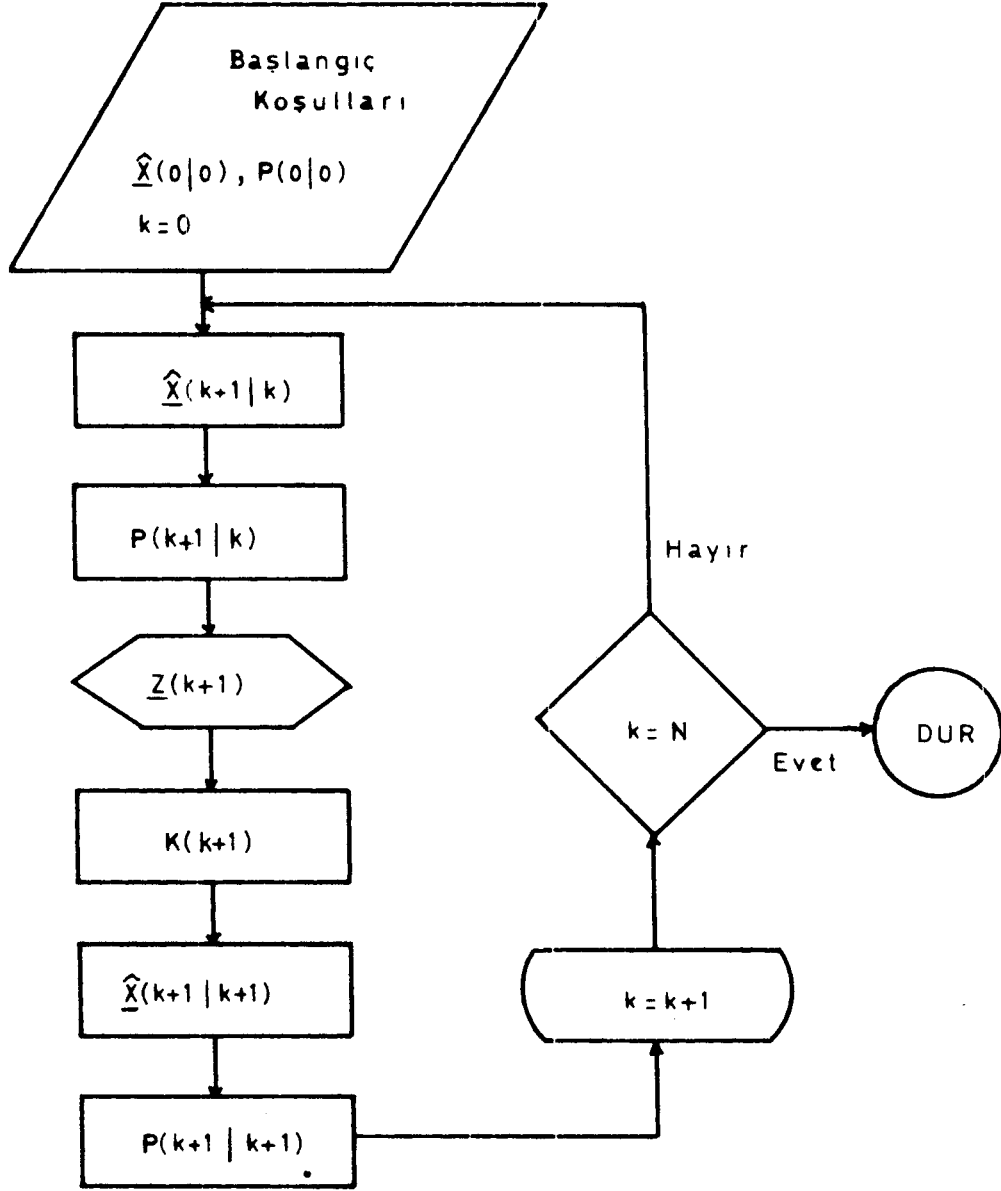 Başlangıç
Koşulları
X̲̂(0|0), P(0|0)
k=0
X̲̂(k+1|k)
P(k+1|k)
Z̲(k+1)
K(k+1)
X̲̂(k+1|k+1)
P(k+1|k+1)
k=k+1
k=N
Hayır
Evet
DUR